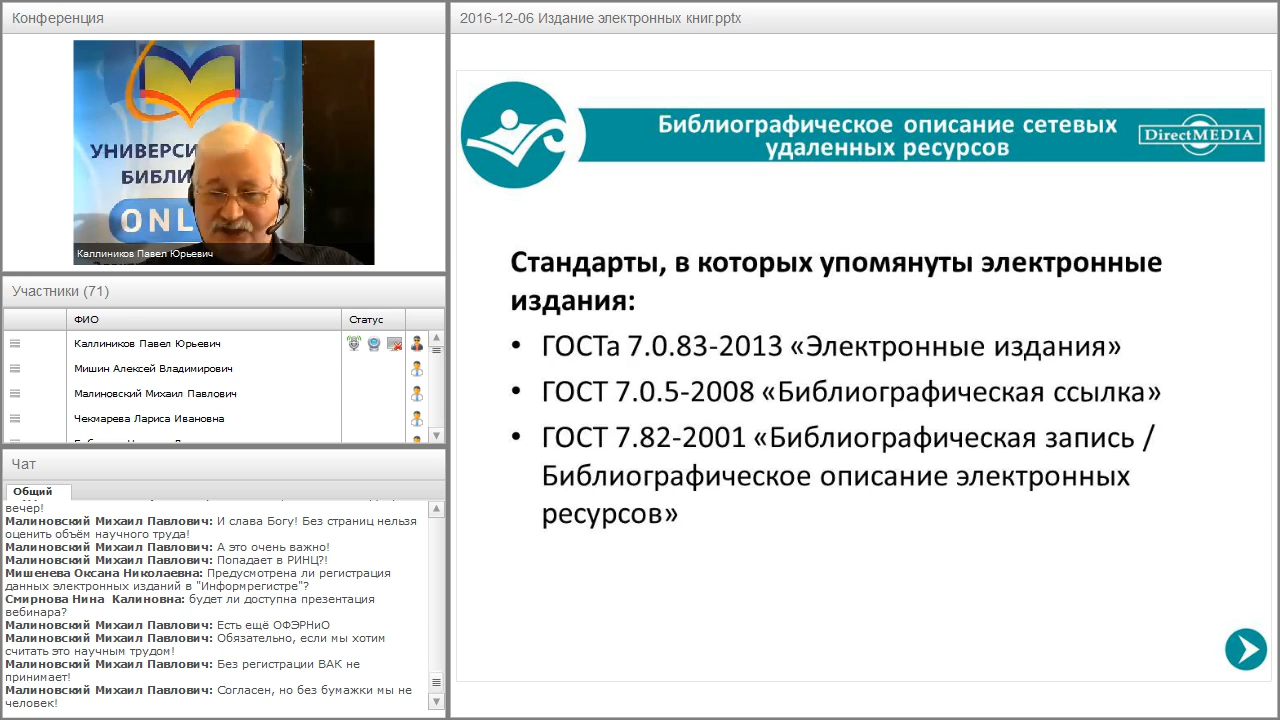 Конференция
УНИВЕРСИ
БИБЛИ
ONL
Каллиников Павел Юрьевич
Участники (71)
ФИО Статус
Каллиников Павел Юрьевич
Мишин Алексей Владимирович
Малиновский Михаил Павлович
Чекмарева Лариса Ивановна
Чат
Общий
вечер!
Малиновский Михаил Павлович: И слава Богу! Без страниц нельзя
оценить объём научного труда!
Малиновский Михаил Павлович: А это очень важно!
Малиновский Михаил Павлович: Попадает в РИНЦ?!
Мишенева Оксана Николаевна: Предусмотрена ли регистрация
данных электронных изданий в "Информрегистре"?
Смирнова Нина Калиновна: будет ли доступна презентация
вебинара?
Малиновский Михаил Павлович: Есть ещё ОФЭРНиО
Малиновский Михаил Павлович: Обязательно, если мы хотим
считать это научным трудом!
Малиновский Михаил Павлович: Без регистрации ВАК не
принимает!
Малиновский Михаил Павлович: Согласен, но без бумажки мы не
человек!
2016-12-06 Издание электронных книг.pptx
Библиографическое описание сетевых
удаленных ресурсов
DirectMEDIA
Стандарты, в которых упомянуты электронные
издания:
• ГОСТа 7.0.83-2013 «Электронные издания»
• ГОСТ 7.0.5-2008 «Библиографическая ссылка»
• ГОСТ 7.82-2001 «Библиографическая запись /
Библиографическое описание электронных
ресурсов»